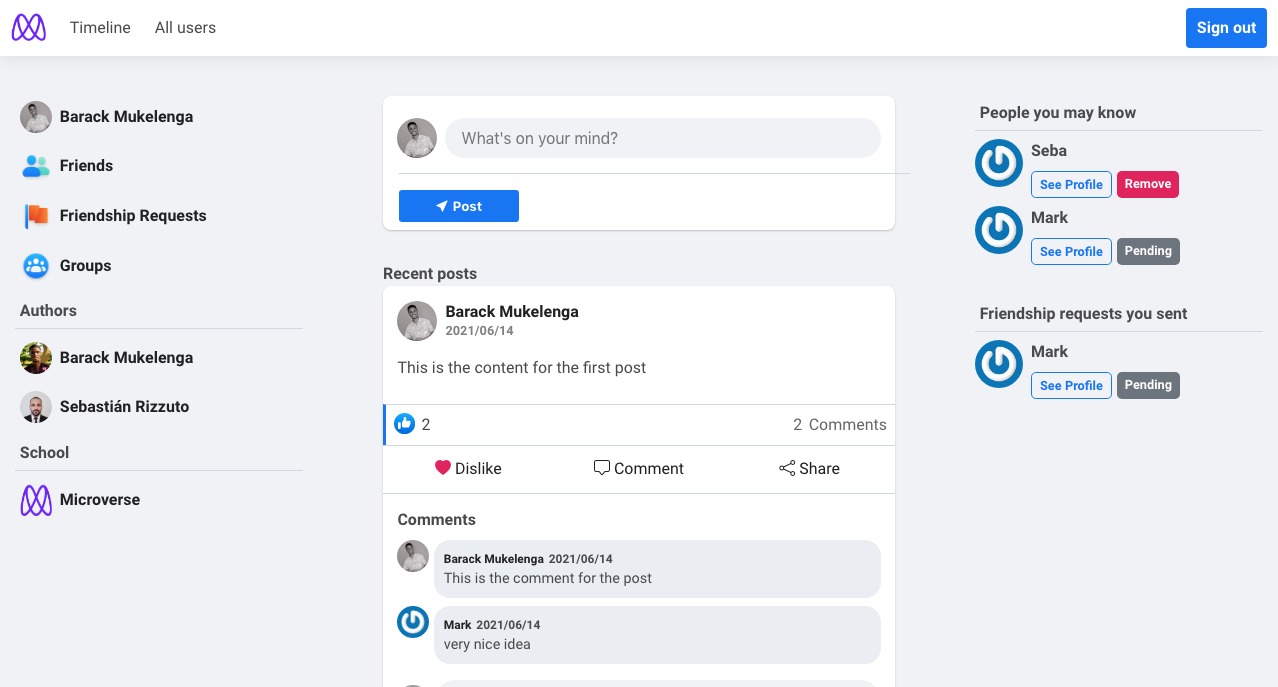 Timeline
All users
Sign out
Barack Mukelenga
Friends
Friendship Requests
Groups
Authors
Barack Mukelenga
Sebastián Rizzuto
School
Microverse
What's on your mind?
Post
Recent posts
Barack Mukelenga
2021/06/14
This is the content for the first post
2
2 Comments
Dislike
Comment
Share
Comments
Barack Mukelenga 2021/06/14
This is the comment for the post
Mark 2021/06/14
very nice idea
People you may know
Seba
See Profile
Remove
Mark
See Profile
Pending
Friendship requests you sent
Mark
See Profile
Pending